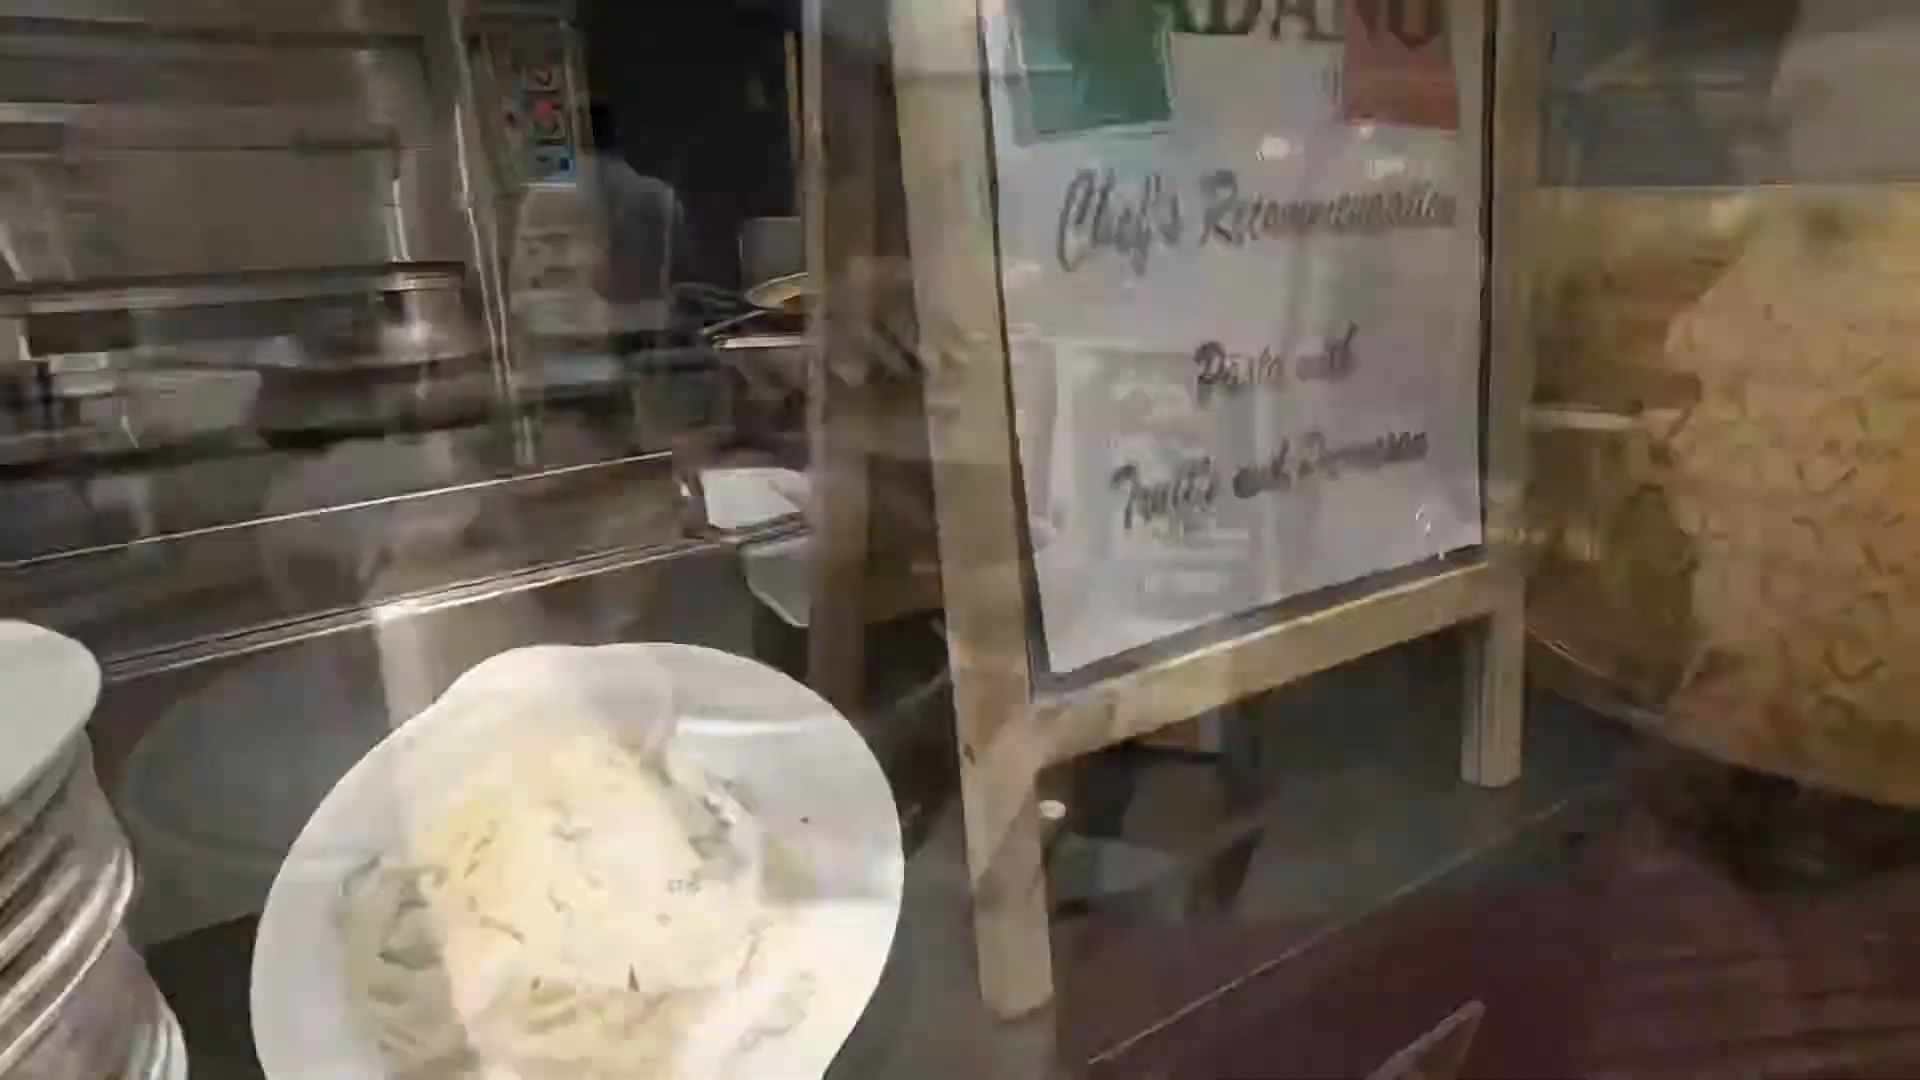 Chef's Recommendation
Pasta with
Truffle and Parmesan